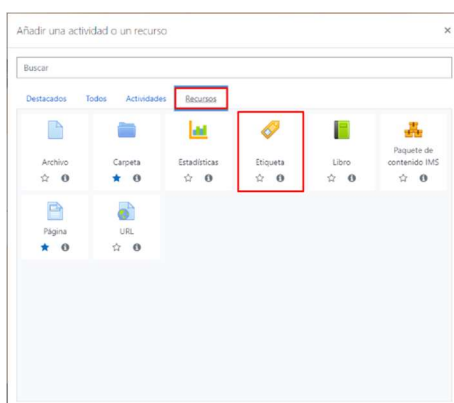 Añadir una actividad o un recurso ×
Buscar
Destacados Todos Actividades Recursos
Archivo Carpeta Estadísticas Etiqueta Libro Paquete de contenido IMS
Página URL